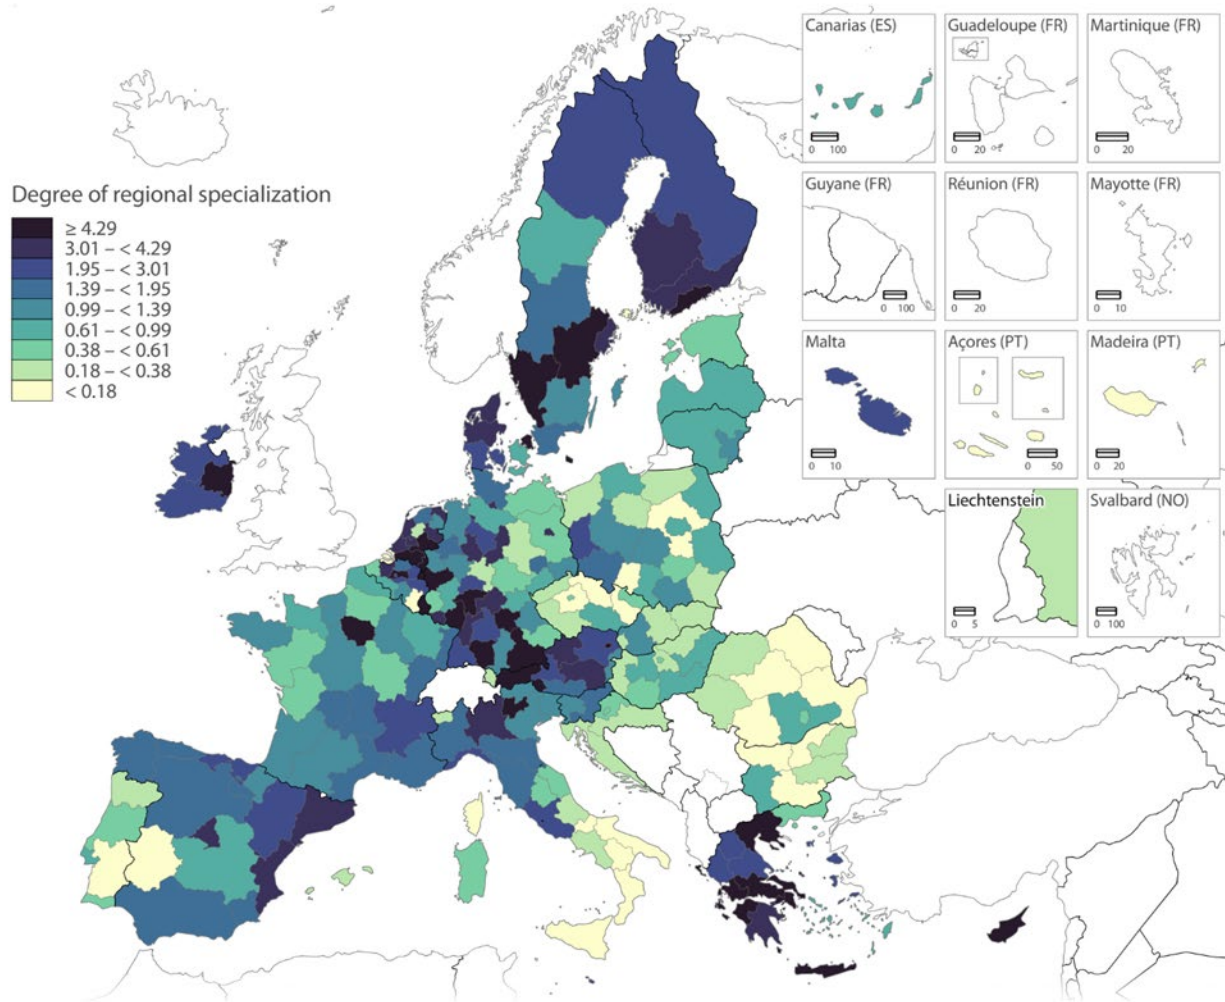 Canarias (ES)
0 100
Guadeloupe (FR)
0 20
Martinique (FR)
0 20
Degree of regional specialization
≥ 4.29
3.01 – < 4.29
1.95 – < 3.01
1.39 – < 1.95
0.99 – < 1.39
0.61 – < 0.99
0.38 – < 0.61
0.18 – < 0.38
< 0.18
Guyane (FR)
0 100
Réunion (FR)
0 20
Mayotte (FR)
0 10
Malta
0 10
Açores (PT)
0 50
Madeira (PT)
0 20
Liechtenstein
0 5
Svalbard (NO)
0 100